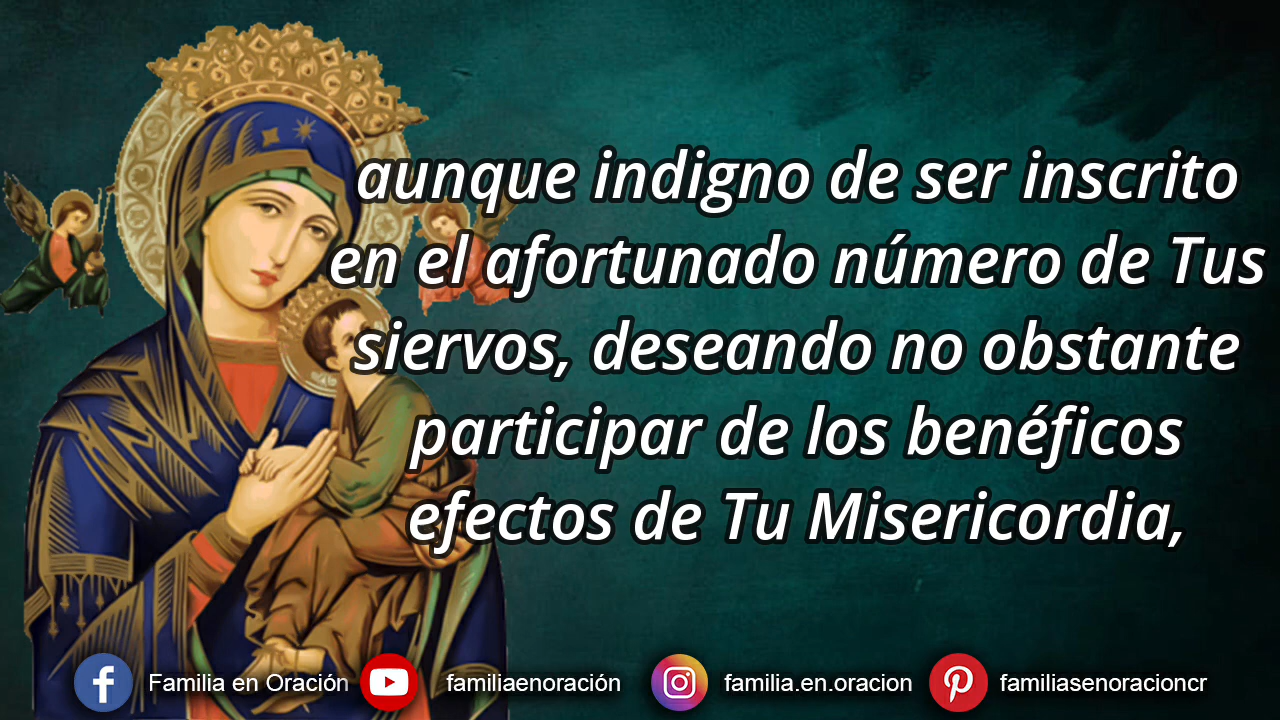 aunque indigno de ser inscrito
en el afortunado número de Tus
siervos, deseando no obstante
participar de los benéficos
efectos de Tu Misericordia,
Familia en Oración familiaenoración familia.en.oracion familiasenoracioncr